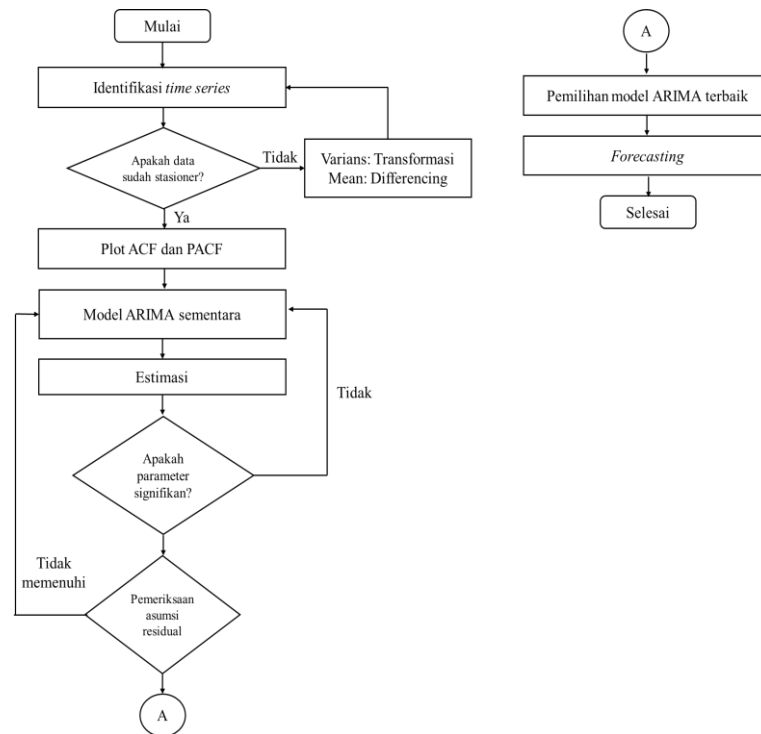 Mulai
Identifikasi time series
Apakah data
sudah stasioner?
Tidak
Varians: Transformasi
Mean: Differencing
Ya
Plot ACF dan PACF
Model ARIMA sementara
Estimasi
Tidak
Apakah
parameter
signifikan?
Tidak
memenuhi
Pemeriksaan
asumsi
residual
A
A
Pemilihan model ARIMA terbaik
Forecasting
Selesai